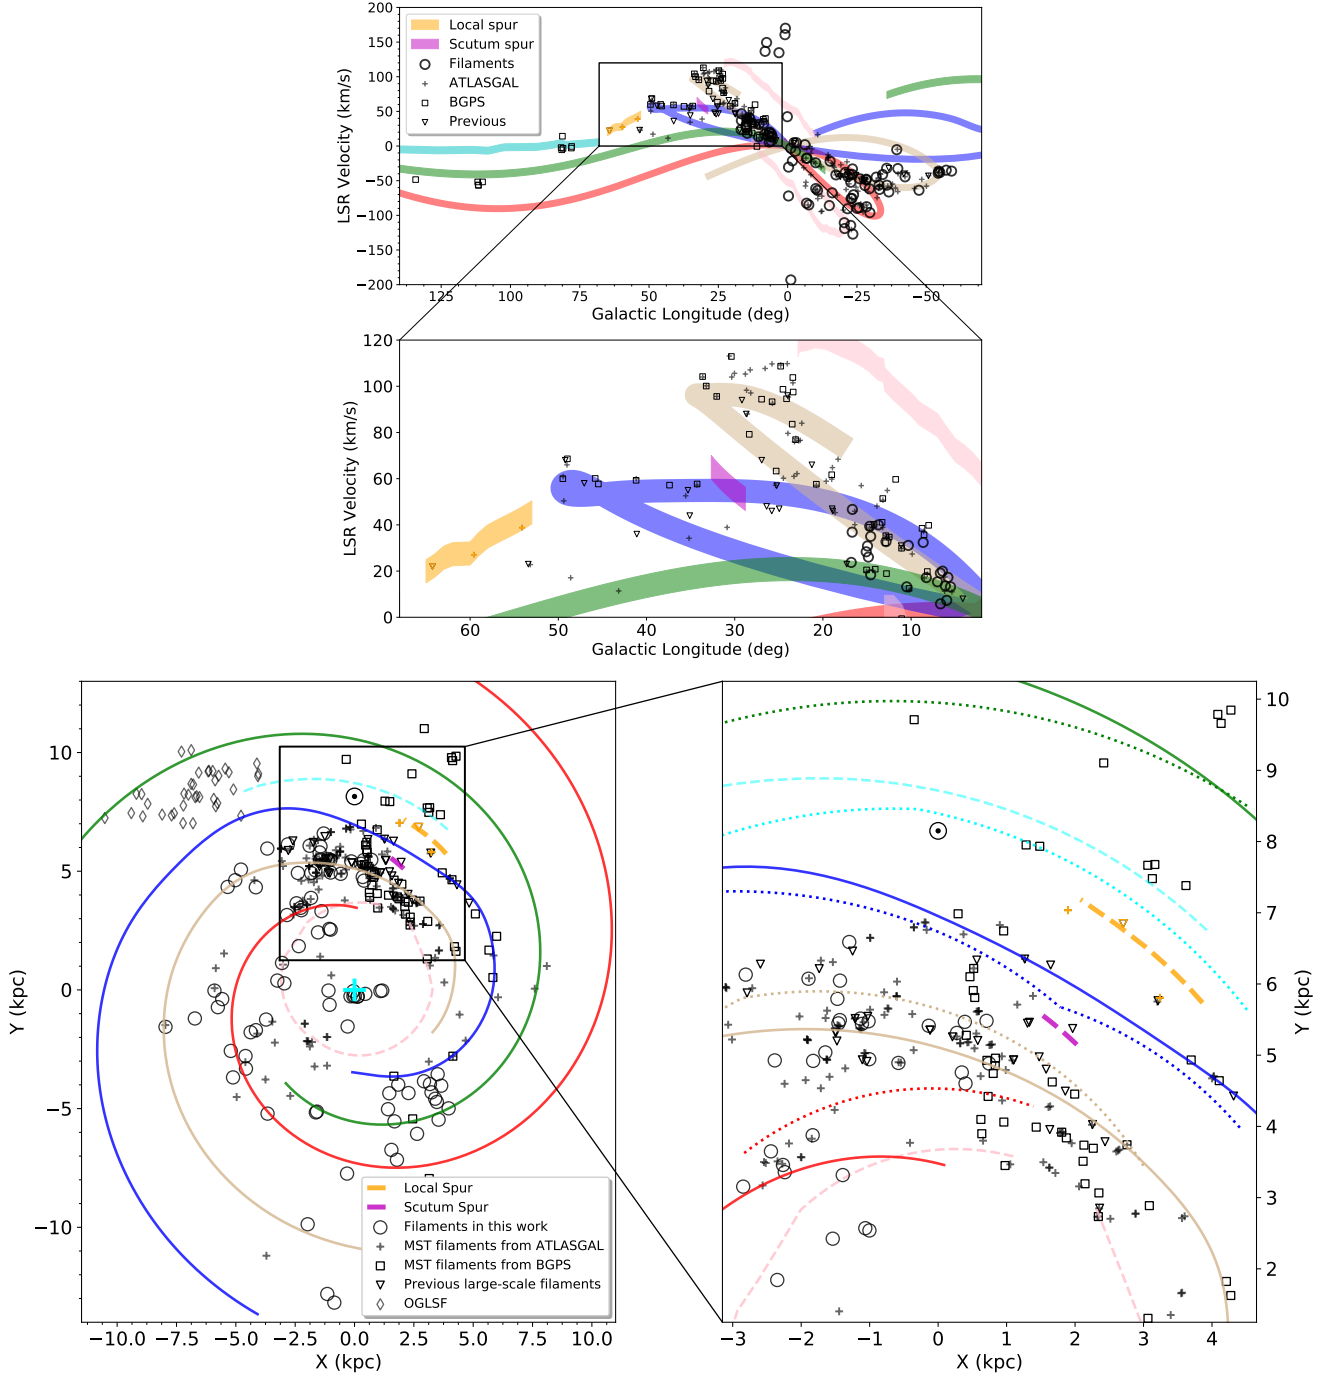 200
150
100
50
0
−50
−100
−150
−200
LSR Velocity (km/s)
Local spur
Scutum spur
Filaments
ATLASGAL
BGPS
Previous
125
100
75
50
25
0
−25
−50
Galactic Longitude (deg)
120
100
80
60
40
20
0
LSR Velocity (km/s)
60
50
40
30
20
10
Galactic Longitude (deg)
10
5
0
−5
−10
Y (kpc)
Local Spur
Scutum Spur
Filaments in this work
MST filaments from ATLASGAL
MST filaments from BGPS
Previous large-scale filaments
OGLSF
−10.0
−7.5
−5.0
−2.5
0.0
2.5
5.0
7.5
10.0
X (kpc)
10
9
8
7
6
5
4
3
2
Y (kpc)
−3
−2
−1
0
1
2
3
4
X (kpc)